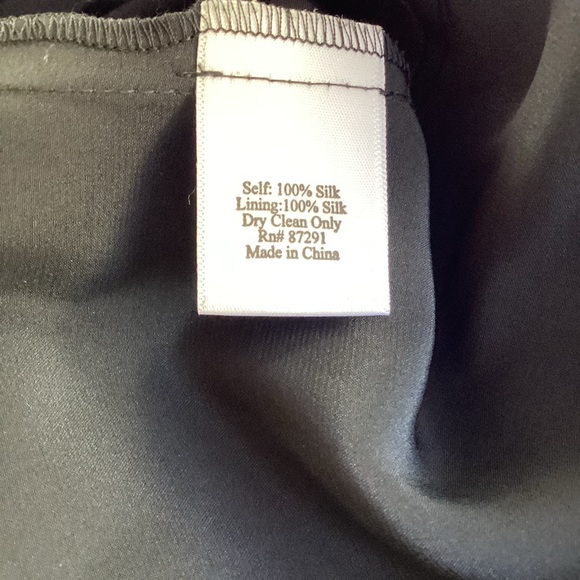 Self: 100% Silk
Lining:100% Silk
Dry Clean Only
Rn# 87291
Made in China